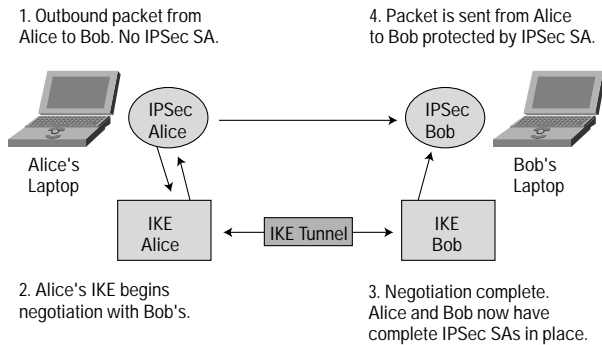 1. Outbound packet from
Alice to Bob. No IPSec SA.
4. Packet is sent from Alice
to Bob protected by IPSec SA.
IPSec
Alice
IPSec
Bob
Alice's
Laptop
Bob's
Laptop
IKE
Alice
IKE Tunnel
IKE
Bob
2. Alice's IKE begins
negotiation with Bob's.
3. Negotiation complete.
Alice and Bob now have
complete IPSec SAs in place.